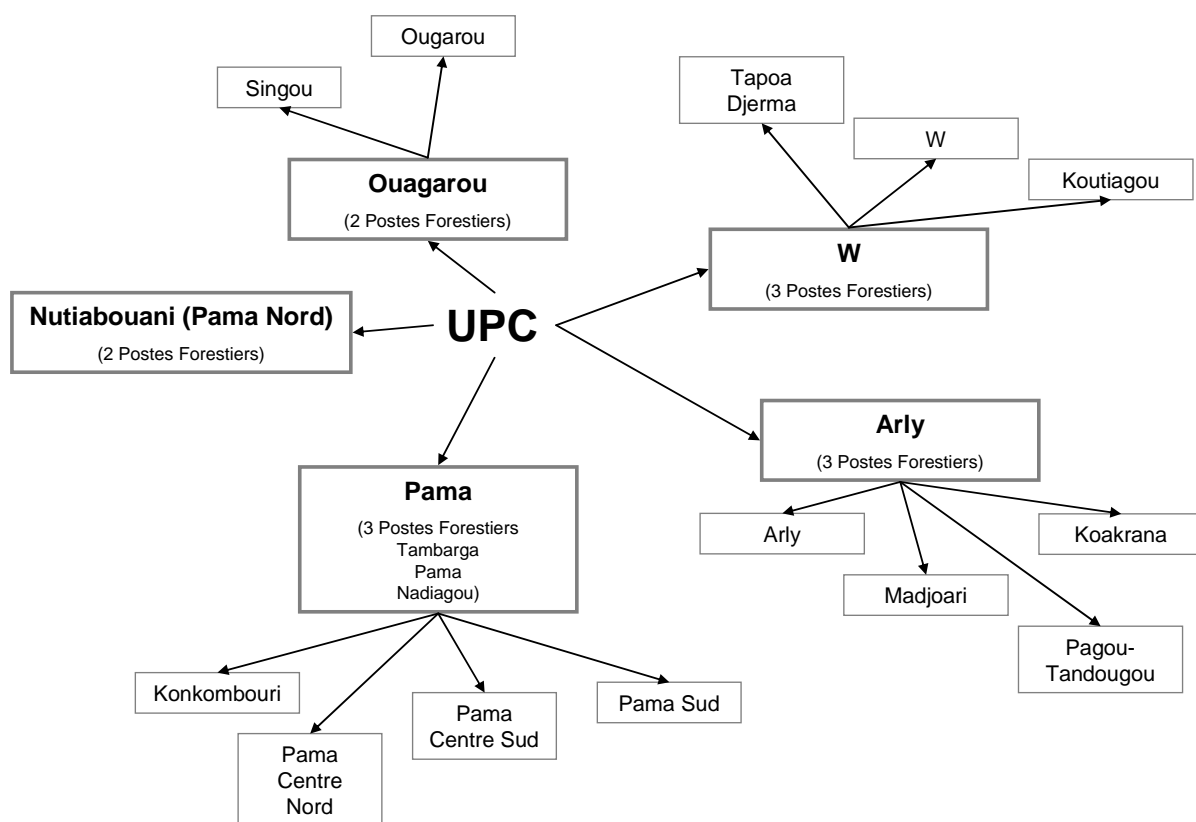 Ougarou
Singou
Ouagarou
(2 Postes Forestiers)
Nutiabouani (Pama Nord)
(2 Postes Forestiers)
UPC
Tapoa
Djerma
W
Koutiagou
W
(3 Postes Forestiers)
Arly
(3 Postes Forestiers)
Arly
Koakrana
Madjoari
Pagou-
Tandougou
Pama
(3 Postes Forestiers
Tambarga
Pama
Nadiagou)
Konkombouri
Pama
Centre
Nord
Pama
Centre Sud
Pama Sud